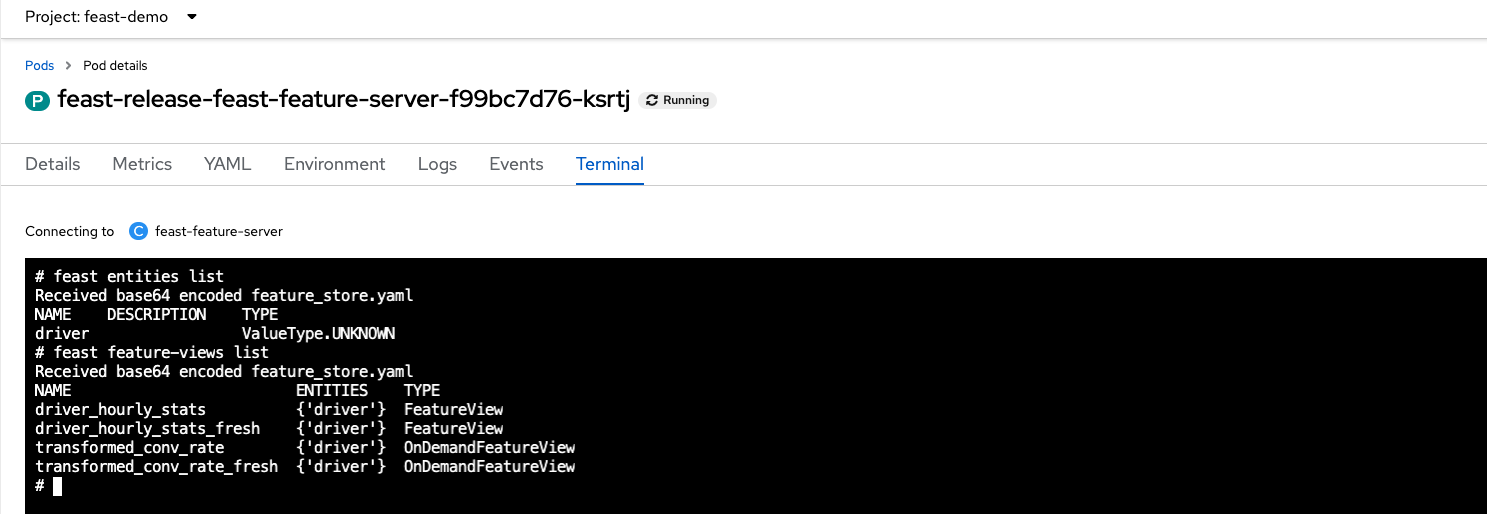 Project: feast-demo
Pods > Pod details
P feast-release-feast-feature-server-f99bc7d76-ksrtj Running
Details Metrics YAML Environment Logs Events Terminal
Connecting to C feast-feature-server
# feast entities list
Received base64 encoded feature_store.yaml
NAME    DESCRIPTION    TYPE
driver                 ValueType.UNKNOWN
# feast feature-views list
Received base64 encoded feature_store.yaml
NAME                         ENTITIES    TYPE
driver_hourly_stats          {'driver'}  FeatureView
driver_hourly_stats_fresh    {'driver'}  FeatureView
transformed_conv_rate        {'driver'}  OnDemandFeatureView
transformed_conv_rate_fresh  {'driver'}  OnDemandFeatureView
#